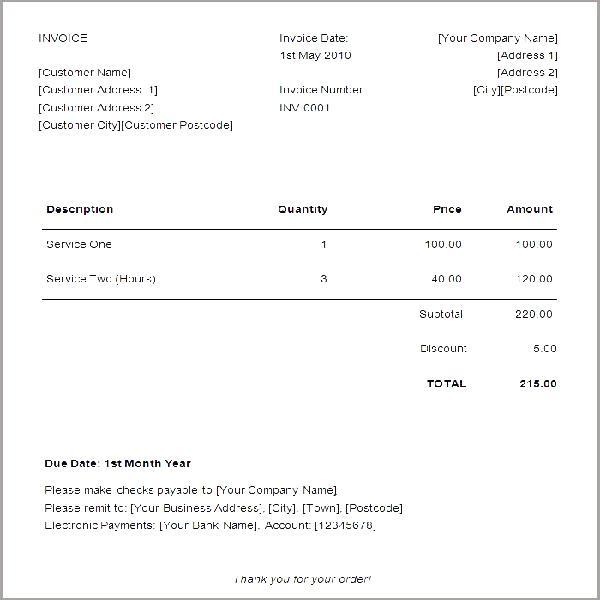 INVOICE
Invoice Date:
[Your Company Name]
1st May 2010
[Address 1]
[Customer Name]
[Address 2]
[Customer Address 1]
Invoice Number
[City][Postcode]
[Customer Address 2]
INV-0001
[Customer City][Customer Postcode]
Description Quantity Price Amount
Service One 1 100.00 100.00
Service Two (Hours) 3 40.00 120.00
Subtotal 220.00
Discount 5.00
TOTAL 215.00
Due Date: 1st Month Year
Please make checks payable to [Your Company Name]
Please remit to: [Your Business Address], [City], [Town], [Postcode]
Electronic Payments: [Your Bank Name], Account: [12345678]
Thank you for your order!